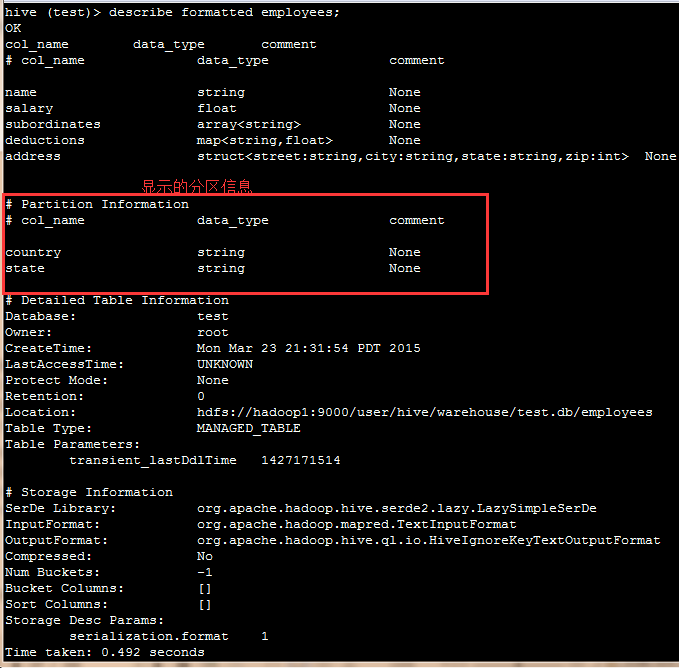 hive (test)> describe formatted employees;
OK
col_name data_type comment
# col_name data_type comment
name string None
salary float None
subordinates array<string> None
deductions map<string,float> None
address struct<street:string,city:string,state:string,zip:int> None
显示的分区信息
# Partition Information
# col_name data_type comment
country string None
state string None
# Detailed Table Information
Database: test
Owner: root
CreateTime: Mon Mar 23 21:31:54 PDT 2015
LastAccessTime: UNKNOWN
Protect Mode: None
Retention: 0
Location: hdfs://hadoop1:9000/user/hive/warehouse/test.db/employees
Table Type: MANAGED_TABLE
Table Parameters:
transient_lastDdlTime 1427171514
# Storage Information
SerDe Library: org.apache.hadoop.hive.serde2.lazy.LazySimpleSerDe
InputFormat: org.apache.hadoop.mapred.TextInputFormat
OutputFormat: org.apache.hadoop.hive.ql.io.HiveIgnoreKeyTextOutputFormat
Compressed: No
Num Buckets: -1
Bucket Columns: []
Sort Columns: []
Storage Desc Params:
serialization.format 1
Time taken: 0.492 seconds